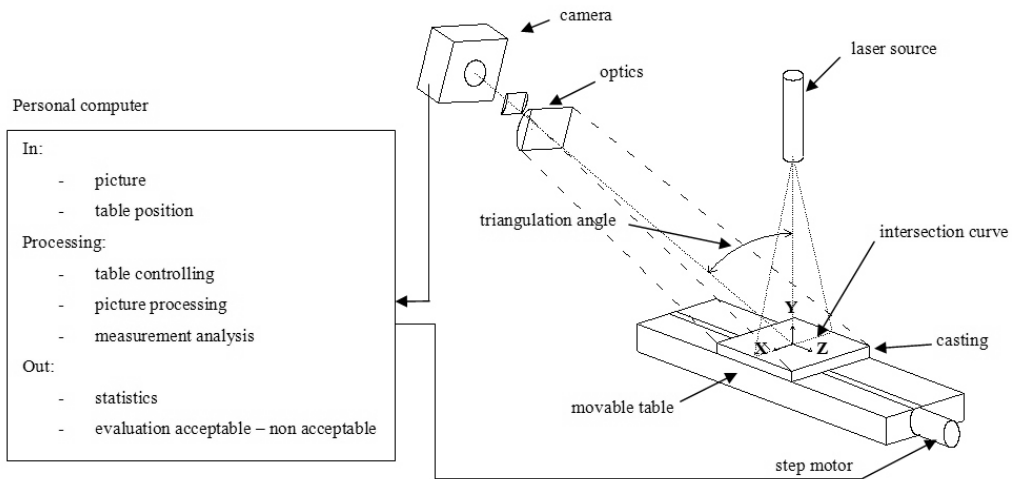 camera
laser source
optics
Personal computer
In:
- picture
- table position
Processing:
- table controlling
- picture processing
- measurement analysis
Out:
- statistics
- evaluation acceptable – non acceptable
triangulation angle
intersection curve
Y
X
Z
casting
movable table
step motor